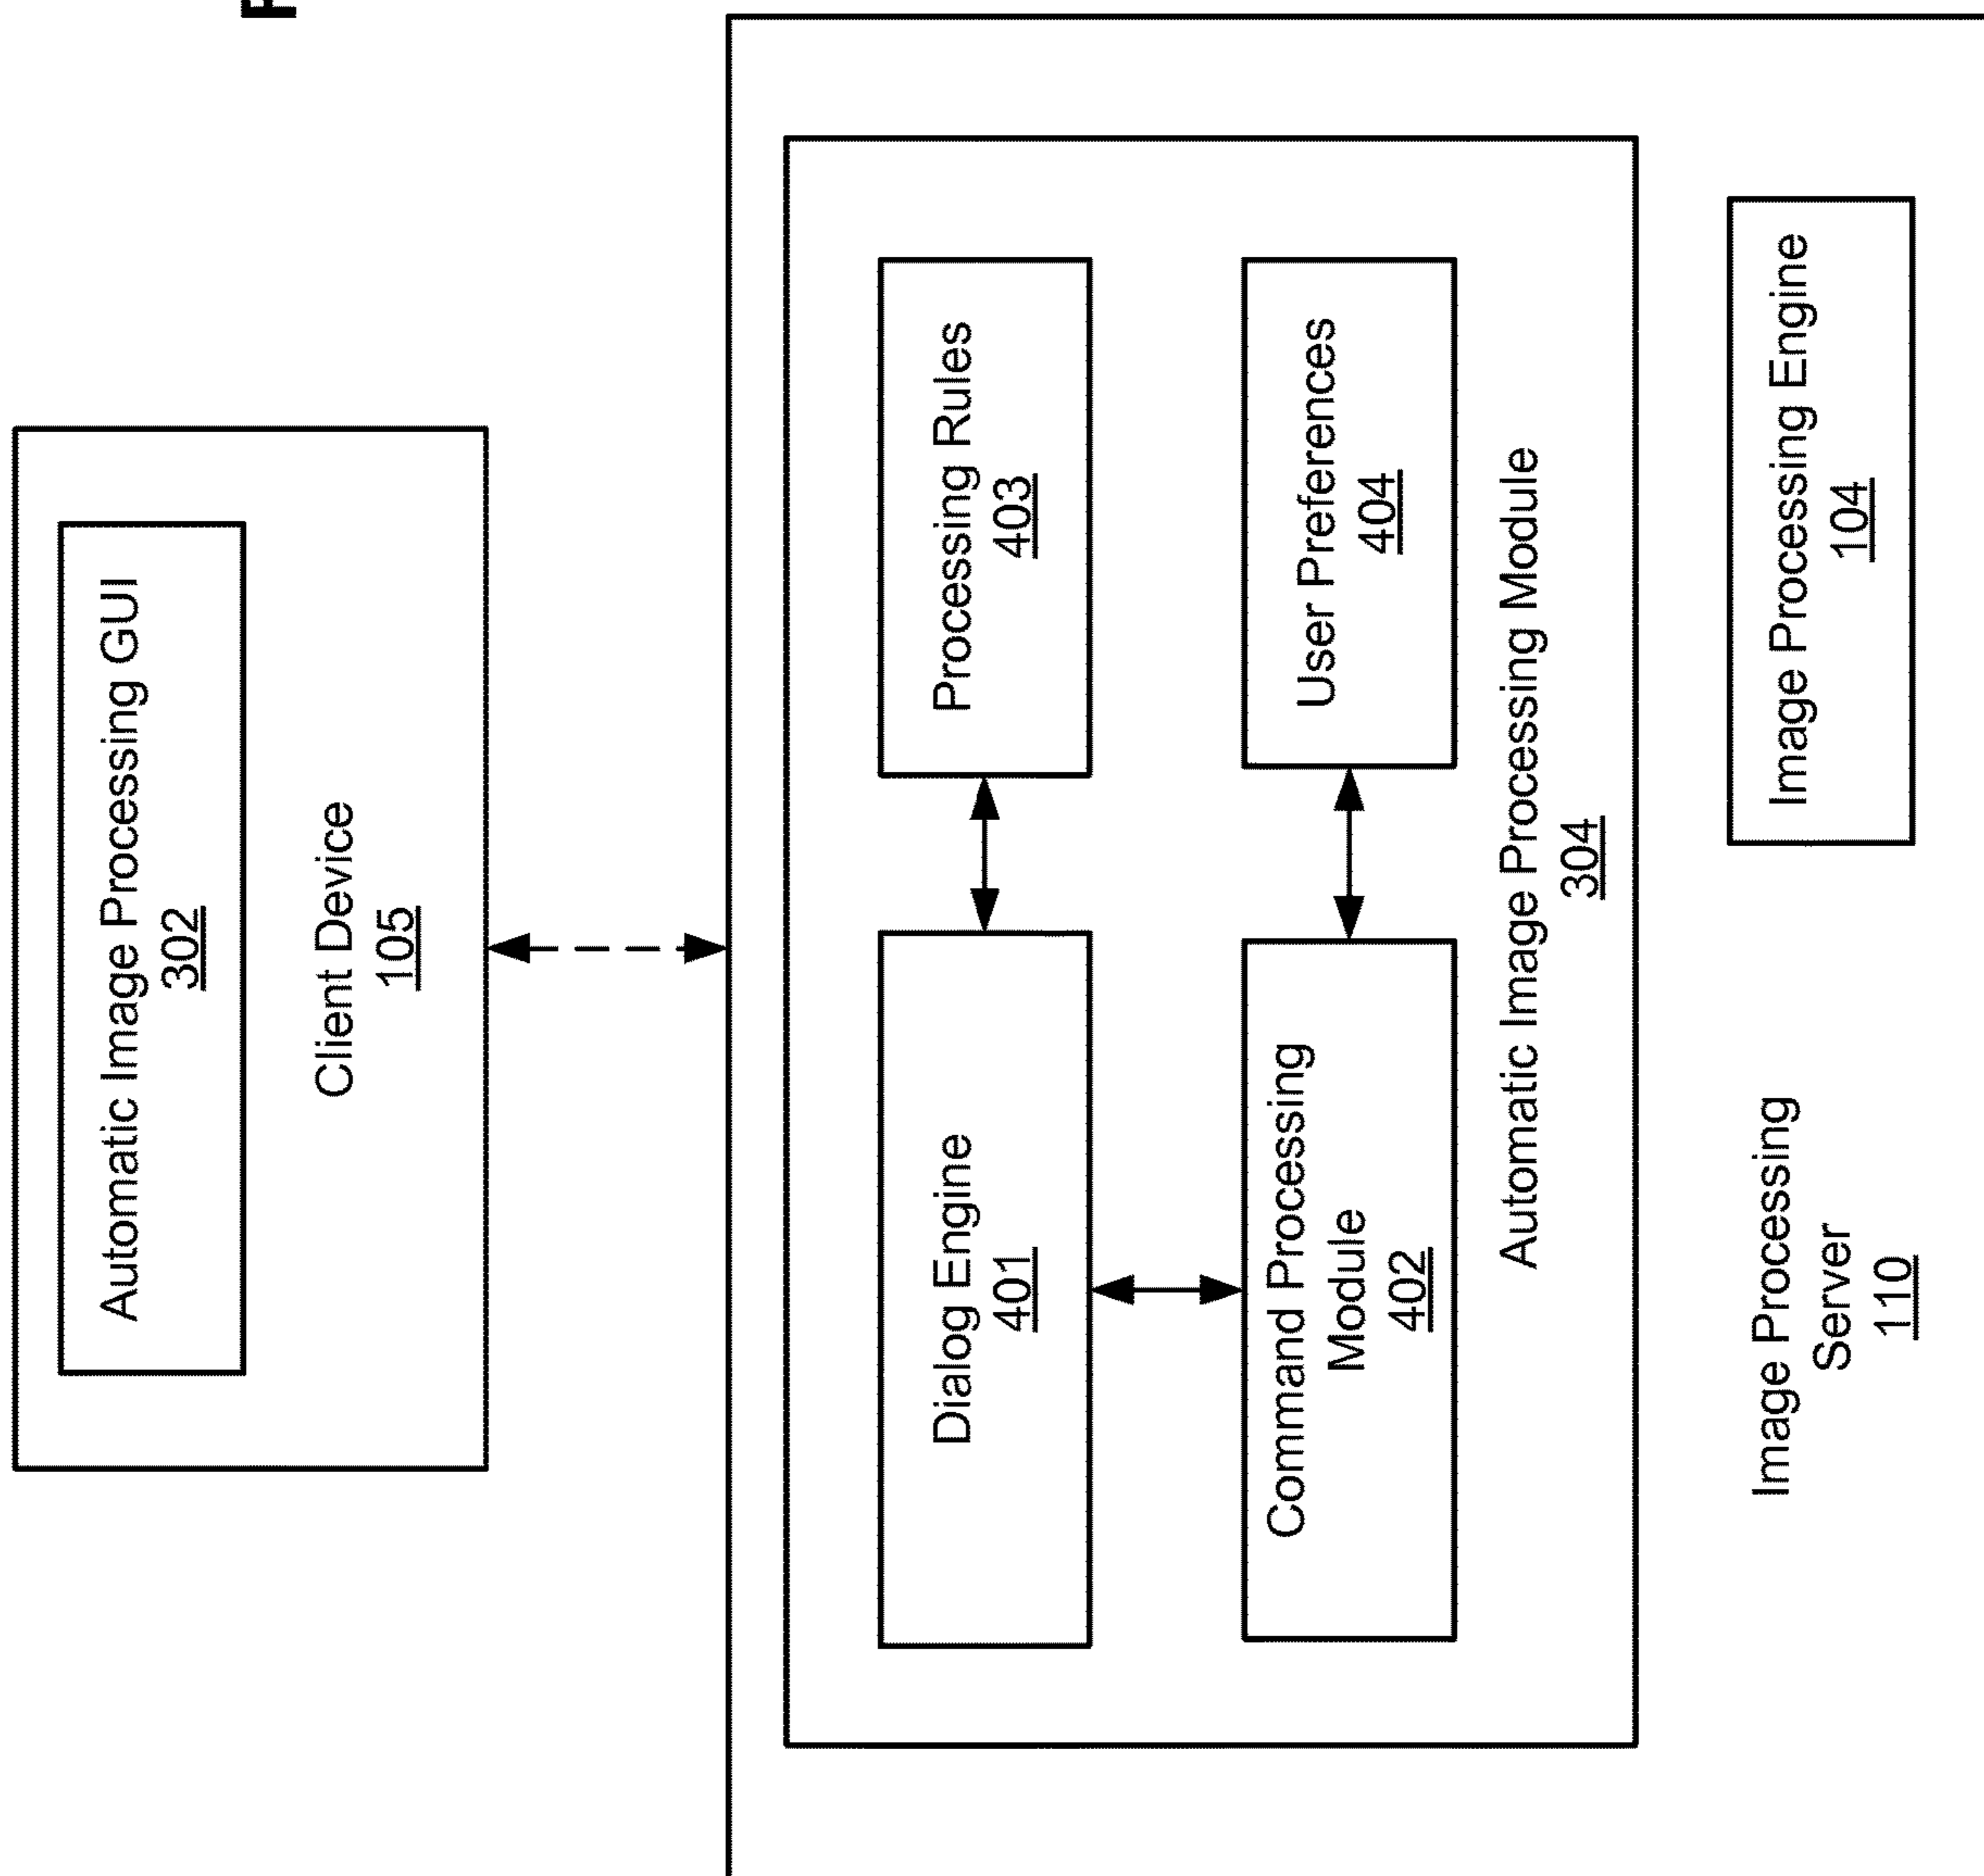 F
Automatic Image Processing GUI
302
Client Device
105
Dialog Engine
401
Processing Rules
403
Command Processing
Module
402
User Preferences
404
Automatic Image Processing Module
304
Image Processing
Server
110
Image Processing Engine
104